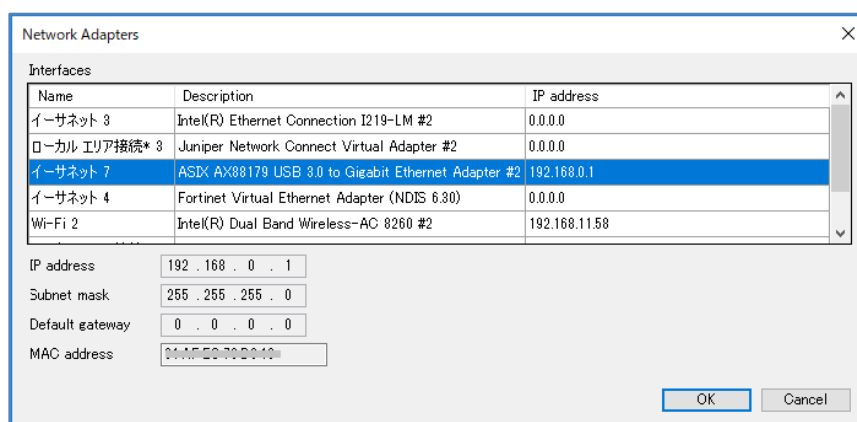 Network Adapters
Interfaces
Name Description IP address
イーサネット 3 Intel(R) Ethernet Connection I219-LM #2 0.0.0.0
ローカル エリア接続* 3 Juniper Network Connect Virtual Adapter #2 0.0.0.0
イーサネット 7 ASIX AX88179 USB 3.0 to Gigabit Ethernet Adapter #2 192.168.0.1
イーサネット 4 Fortinet Virtual Ethernet Adapter (NDIS 6.30) 0.0.0.0
Wi-Fi 2 Intel(R) Dual Band Wireless-AC 8260 #2 192.168.11.58
IP address 192 . 168 . 0 . 1
Subnet mask 255 . 255 . 255 . 0
Default gateway 0 . 0 . 0 . 0
MAC address
OK Cancel